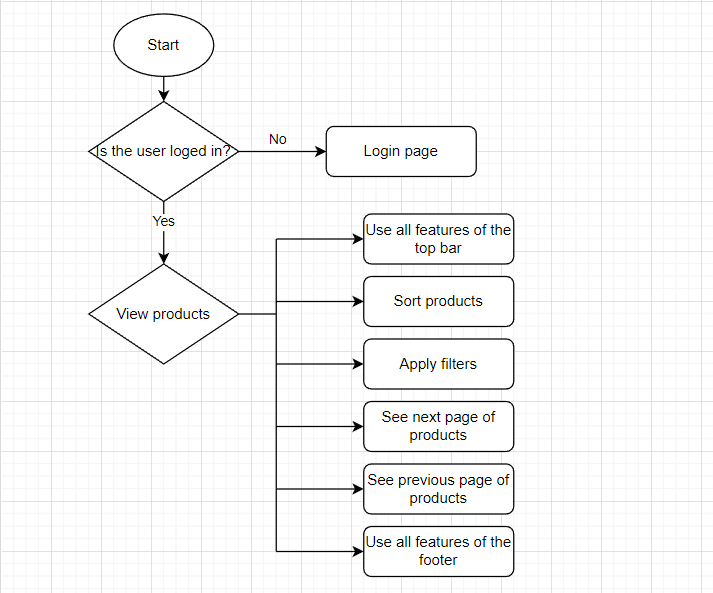 Start
Is the user loged in?
No
Login page
Yes
Use all features of the
top bar
Sort products
View products
Apply filters
See next page of
products
See previous page of
products
Use all features of the
footer